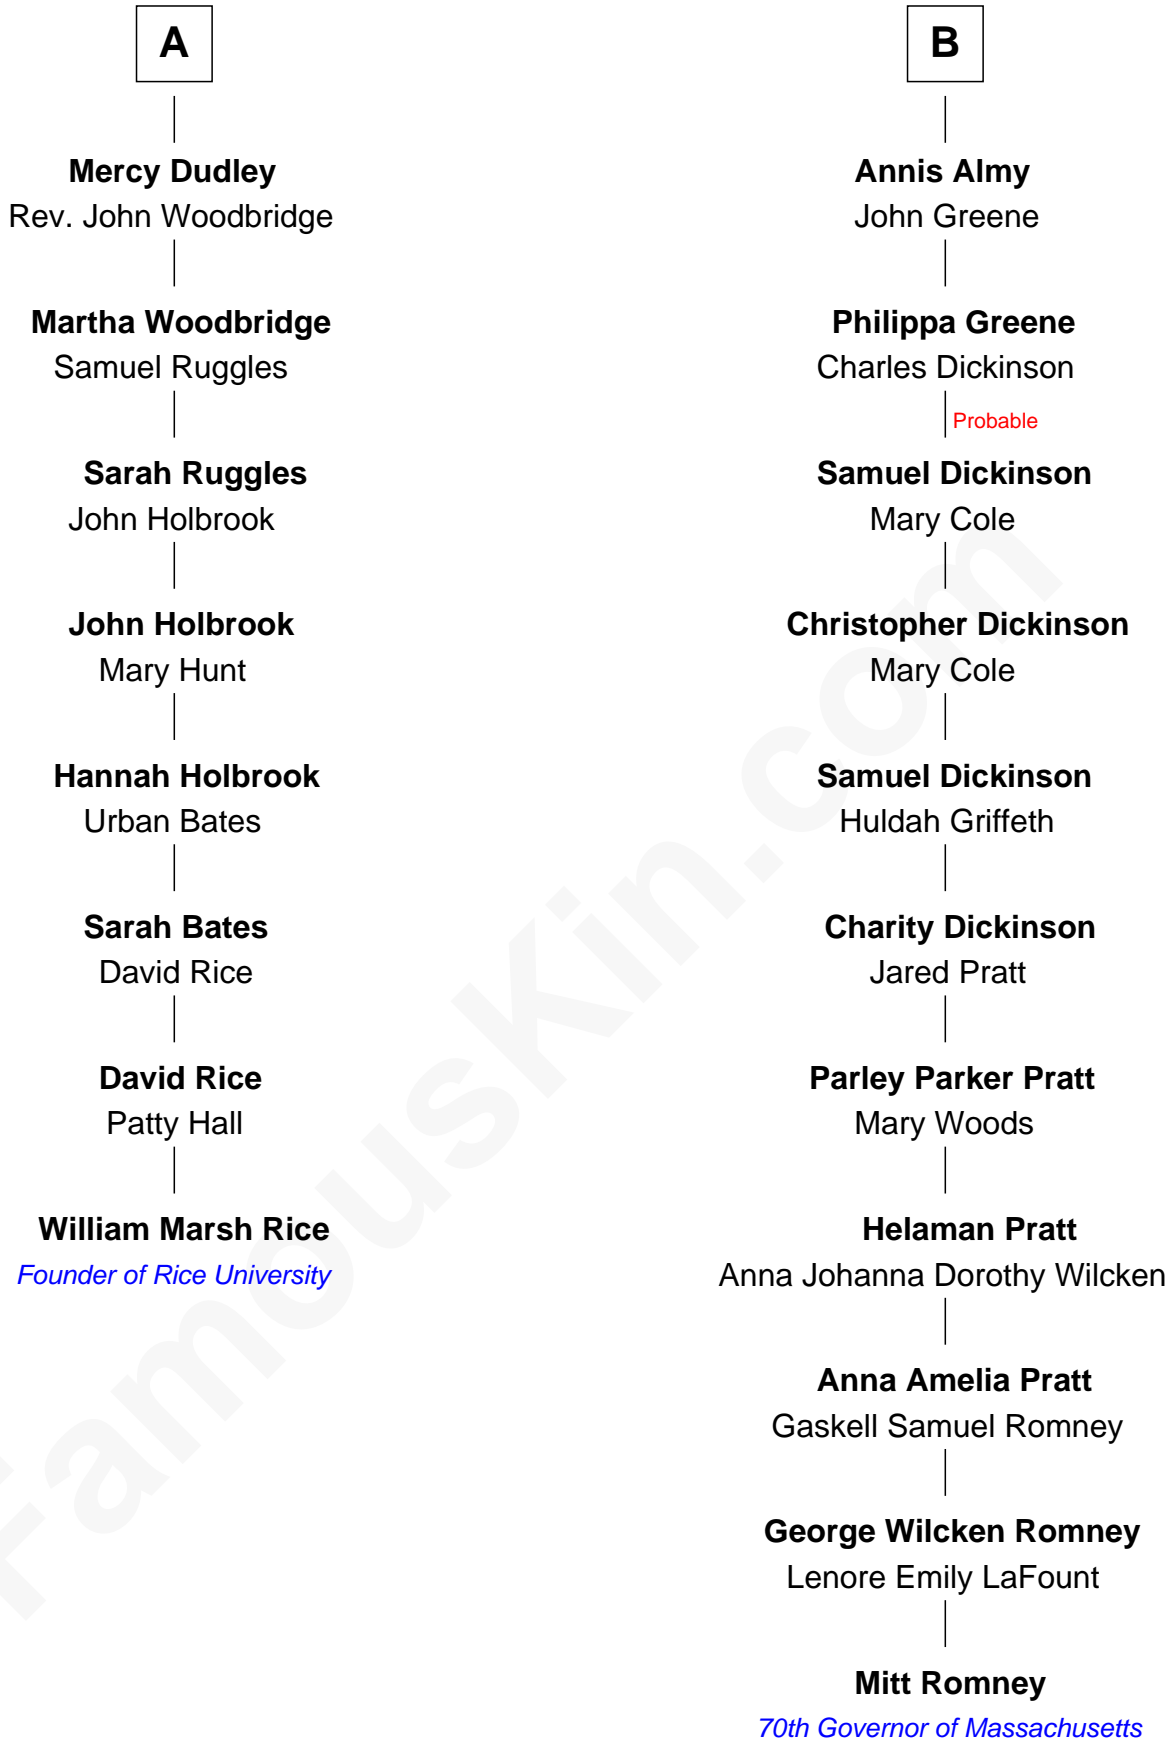 A
Mercy Dudley
Rev. John Woodbridge
Martha Woodbridge
Samuel Ruggles
Sarah Ruggles
John Holbrook
John Holbrook
Mary Hunt
Hannah Holbrook
Urban Bates
Sarah Bates
David Rice
David Rice
Patty Hall
William Marsh Rice
Founder of Rice University
B
Annis Almy
John Greene
Philippa Greene
Charles Dickinson
Probable
Samuel Dickinson
Mary Cole
Christopher Dickinson
Mary Cole
Samuel Dickinson
Huldah Griffeth
Charity Dickinson
Jared Pratt
Parley Parker Pratt
Mary Woods
Helaman Pratt
Anna Johanna Dorothy Wilcken
Anna Amelia Pratt
Gaskell Samuel Romney
George Wilcken Romney
Lenore Emily LaFount
Mitt Romney
70th Governor of Massachusetts
FamousKin.com